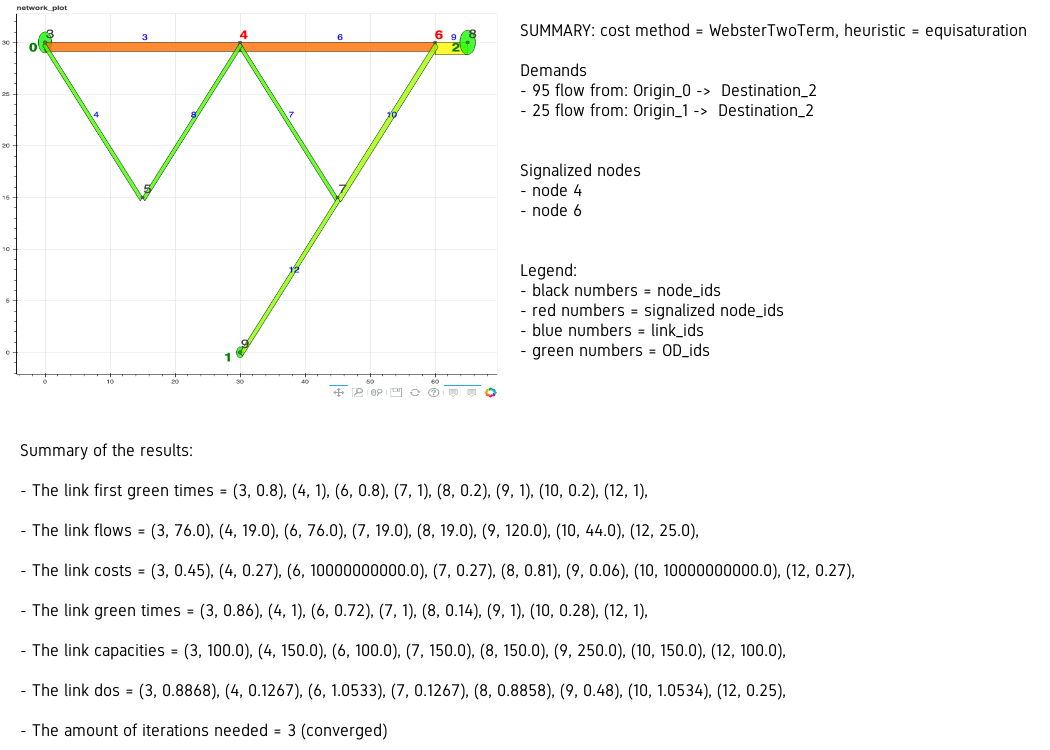 network_plot
SUMMARY: cost method = WebsterTwoTerm, heuristic = equisaturation
Demands
- 95 flow from: Origin_0 -> Destination_2
- 25 flow from: Origin_1 -> Destination_2
Signalized nodes
- node 4
- node 6
Legend:
- black numbers = node_ids
- red numbers = signalized node_ids
- blue numbers = link_ids
- green numbers = OD_ids
3 3 4 6 6 9 8
0 2
30
25
4 8 7 10
20
5 7
15
10
12
5
9
0 1
0 10 20 30 40 50 60
Summary of the results:
- The link first green times = (3, 0.8), (4, 1), (6, 0.8), (7, 1), (8, 0.2), (9, 1), (10, 0.2), (12, 1),
- The link flows = (3, 76.0), (4, 19.0), (6, 76.0), (7, 19.0), (8, 19.0), (9, 120.0), (10, 44.0), (12, 25.0),
- The link costs = (3, 0.45), (4, 0.27), (6, 10000000000.0), (7, 0.27), (8, 0.81), (9, 0.06), (10, 10000000000.0), (12, 0.27),
- The link green times = (3, 0.86), (4, 1), (6, 0.72), (7, 1), (8, 0.14), (9, 1), (10, 0.28), (12, 1),
- The link capacities = (3, 100.0), (4, 150.0), (6, 100.0), (7, 150.0), (8, 150.0), (9, 250.0), (10, 150.0), (12, 100.0),
- The link dos = (3, 0.8868), (4, 0.1267), (6, 1.0533), (7, 0.1267), (8, 0.8858), (9, 0.48), (10, 1.0534), (12, 0.25),
- The amount of iterations needed = 3 (converged)